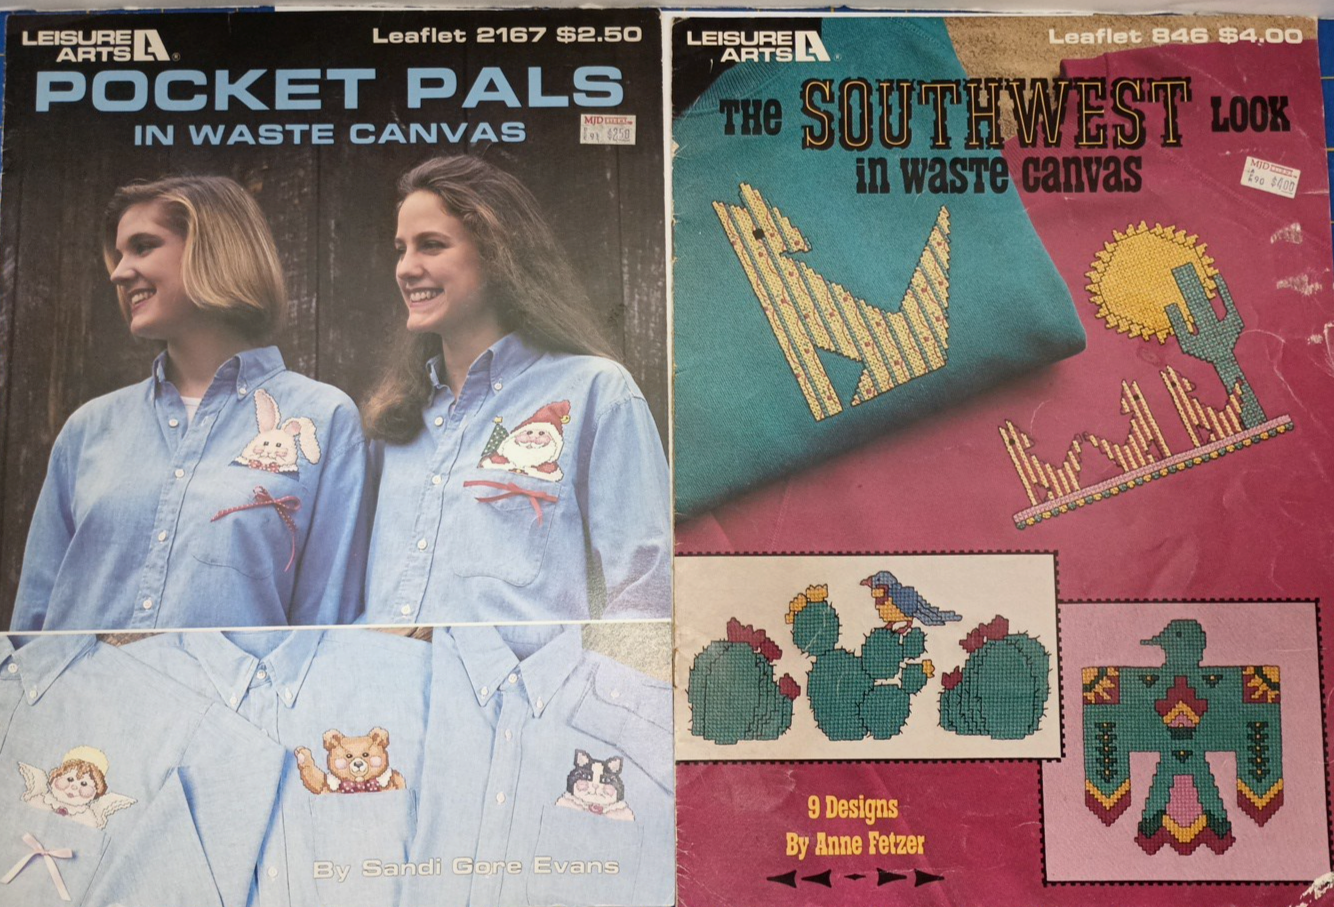 LEISURE
ARTS
Leaflet 2167 $2.50
POCKET PALS
IN WASTE CANVAS
MJD
$2.50
By Sandi Gore Evans
LEISURE
ARTS
Leaflet 846 $4.00
THE SOUTHWEST LOOK
in waste canvas
MJD
90 $4.00
9 Designs
By Anne Fetzer